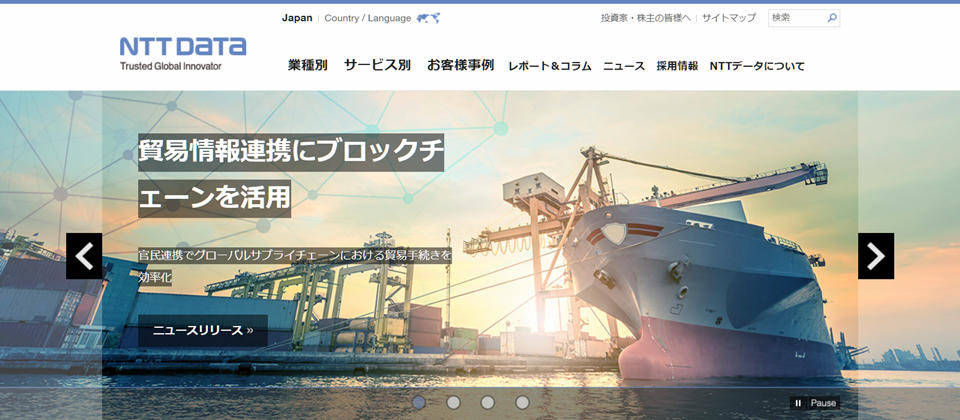 Japan
Country / Language
投資家・株主の皆様へ
サイトマップ
検索
NTT DATA
Trusted Global Innovator
業種別
サービス別
お客様事例
レポート＆コラム
ニュース
採用情報
NTTデータについて
貿易情報連携にブロックチ
ェーンを活用
官民連携でグローバルサプライチェーンにおける貿易手続きを
効率化
ニュースリリース »
Pause